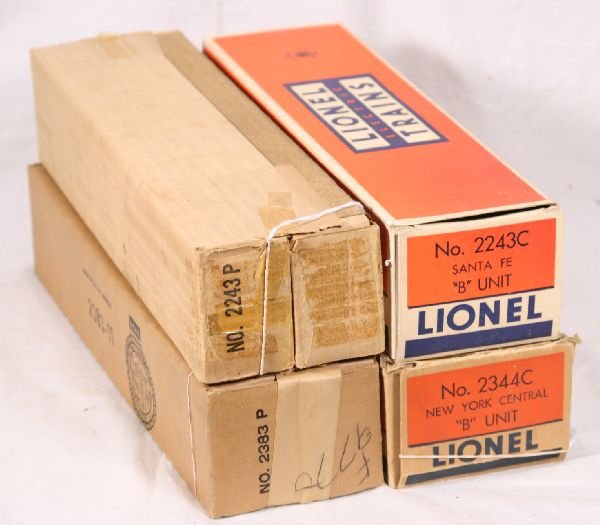 LIONEL
ELECTRIC
TRAINS
NO. 2243 P
No. 2243C
SANTA FE
"B" UNIT
LIONEL
NO. 2383 P
No. 2344C
NEW YORK CENTRAL
"B" UNIT
LIONEL